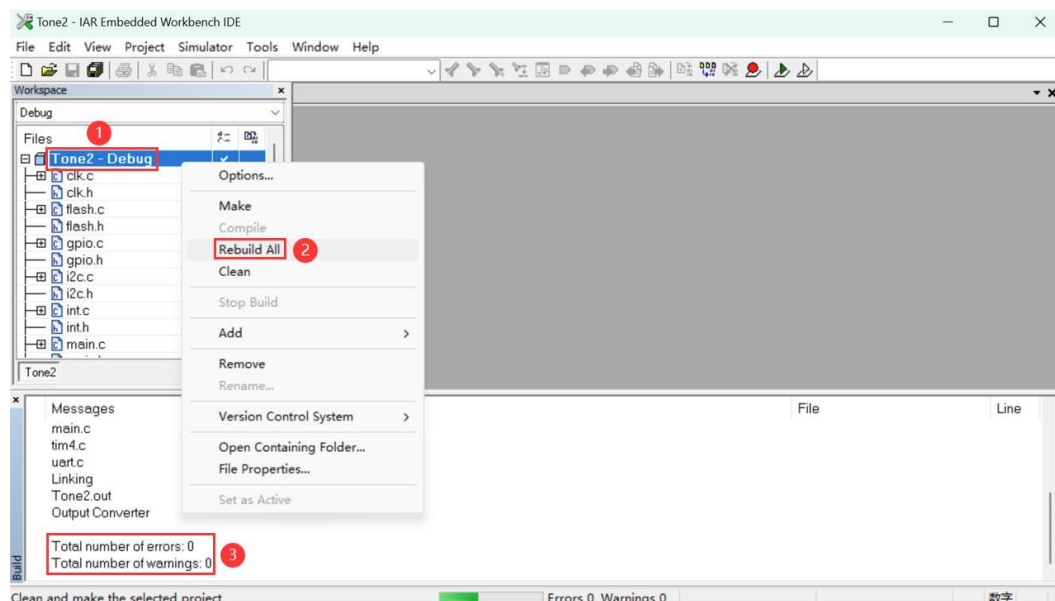 Tone2 - IAR Embedded Workbench IDE
File Edit View Project Simulator Tools Window Help
Workspace
Debug
Files
1
Tone2 - Debug
clk.c
clk.h
flash.c
flash.h
gpio.c
gpio.h
i2c.c
i2c.h
int.c
int.h
main.c
Tone2
Options...
Make
Compile
Rebuild All
2
Clean
Stop Build
Add
Remove
Rename...
Version Control System
Open Containing Folder...
File Properties...
Set as Active
Messages File Line
main.c
tim4.c
uart.c
Linking
Tone2.out
Output Converter
Total number of errors: 0
Total number of warnings: 0
3
Build
Clean and make the selected project
Errors 0, Warnings 0
数字